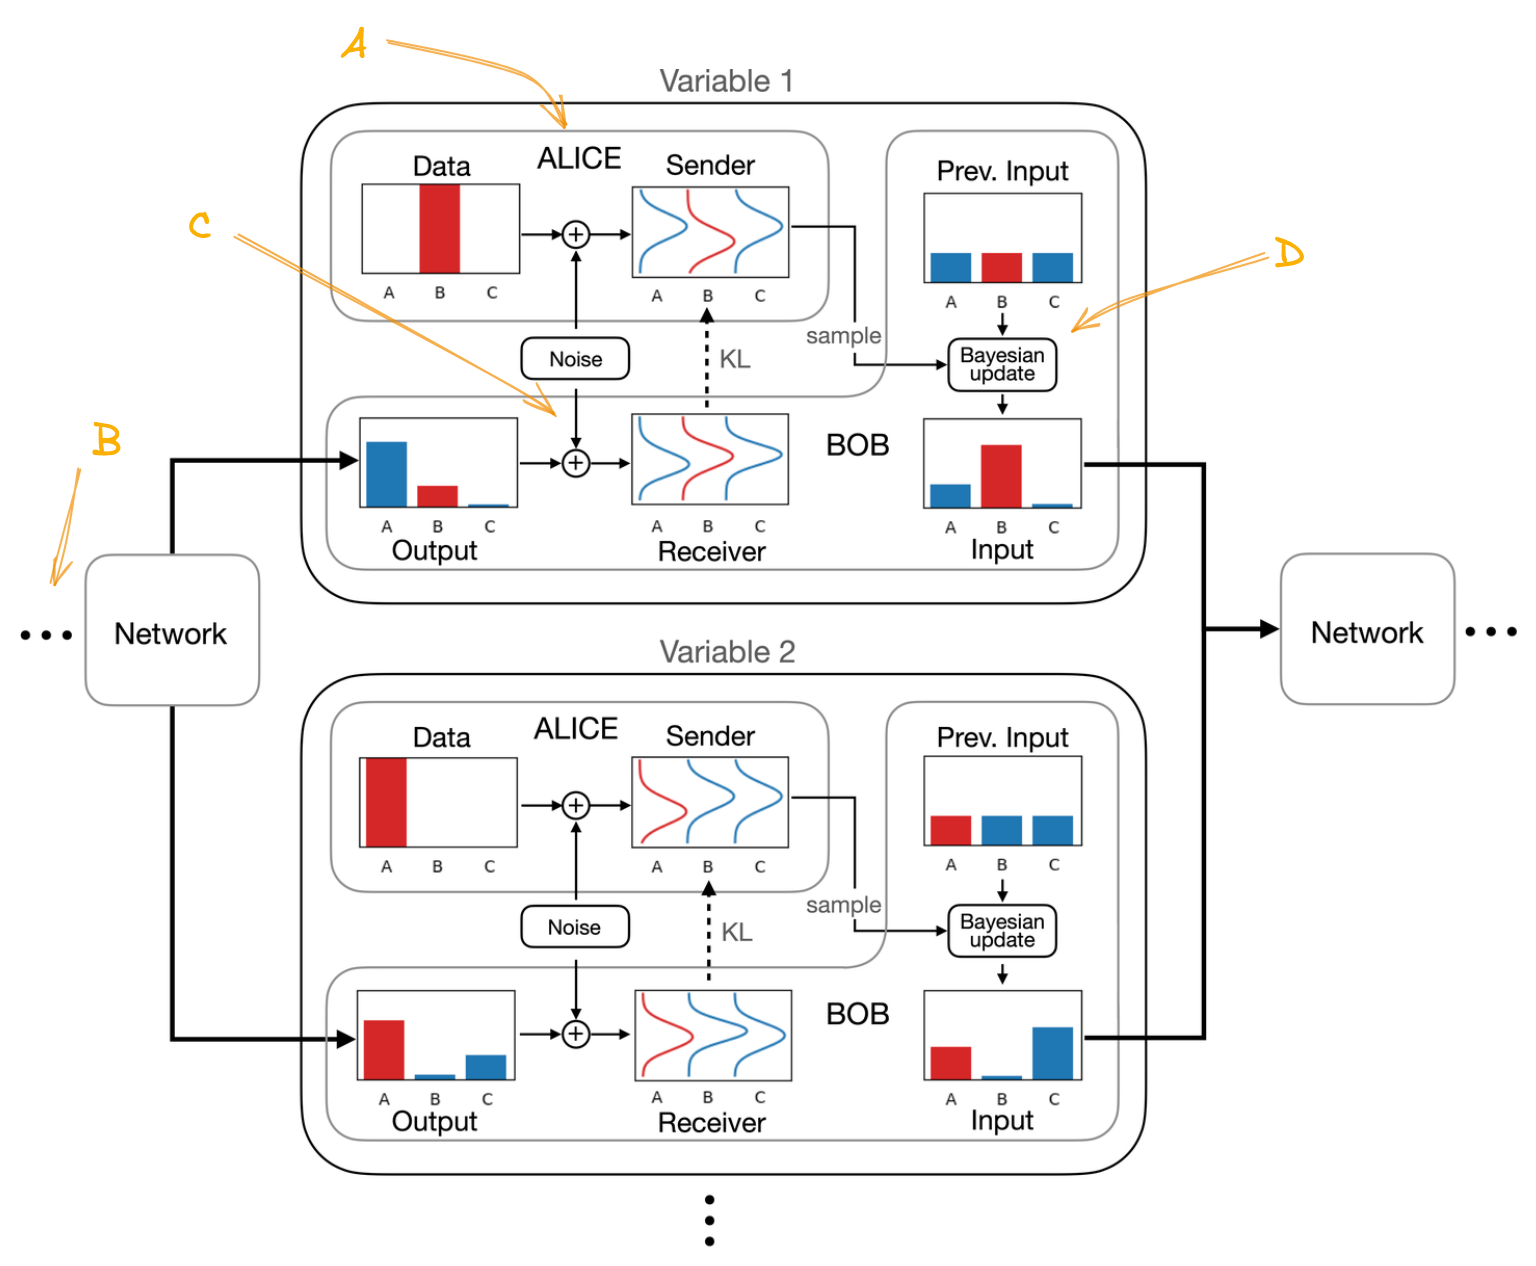 A
Variable 1
ALICE
Data
Sender
Prev. Input
A B C
A B C
A B C
C
D
Noise
KL
sample
Bayesian
update
B
BOB
A B C
A B C
A B C
Output
Receiver
Input
Network
Network
Variable 2
ALICE
Data
Sender
Prev. Input
A B C
A B C
A B C
Noise
KL
sample
Bayesian
update
BOB
A B C
A B C
A B C
Output
Receiver
Input